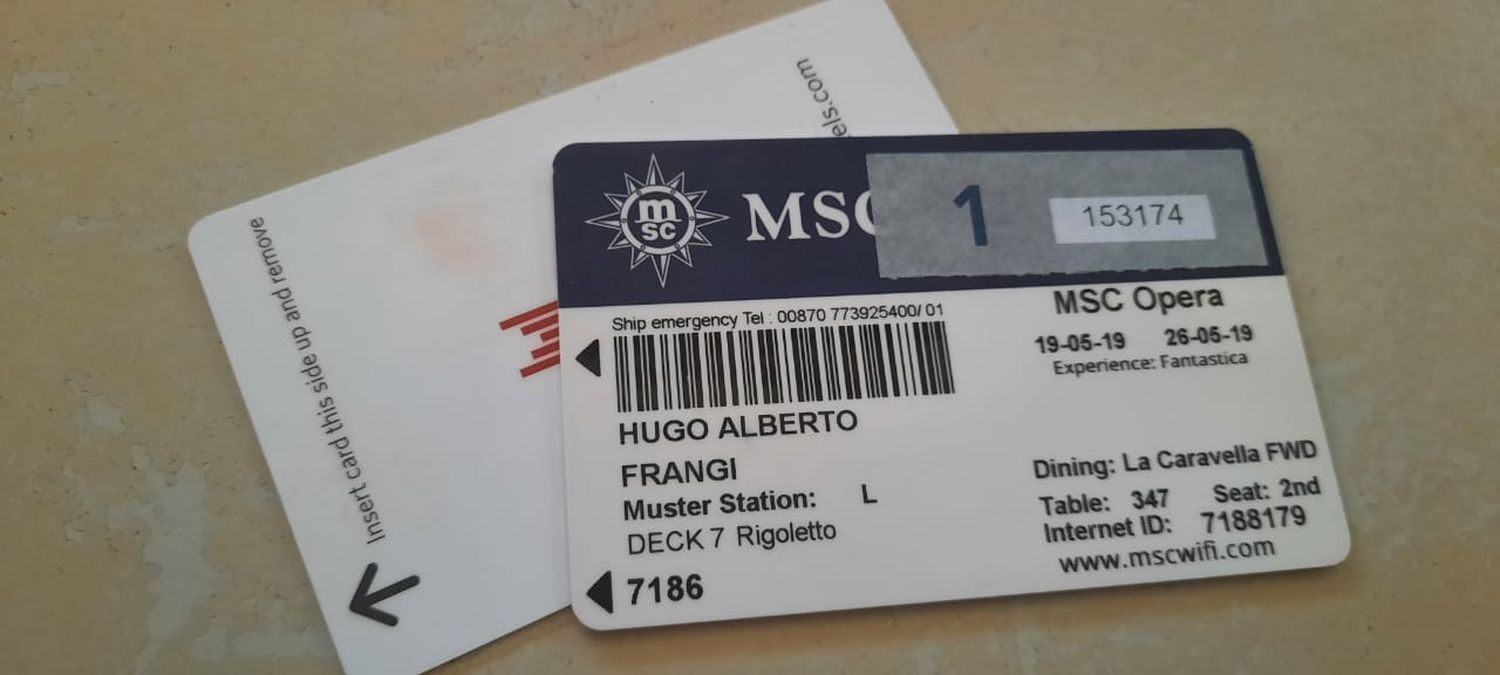 els.com
Insert card this side up and remove
m
sc
MSC
1
153174
Ship emergency Tel : 00870 773925400/ 01
MSC Opera
19-05-19 26-05-19
Experience: Fantastica
HUGO ALBERTO
FRANGI
Muster Station: L
DECK 7 Rigoletto
7186
Dining: La Caravella FWD
Table: 347 Seat: 2nd
Internet ID: 7188179
www.mscwifi.com